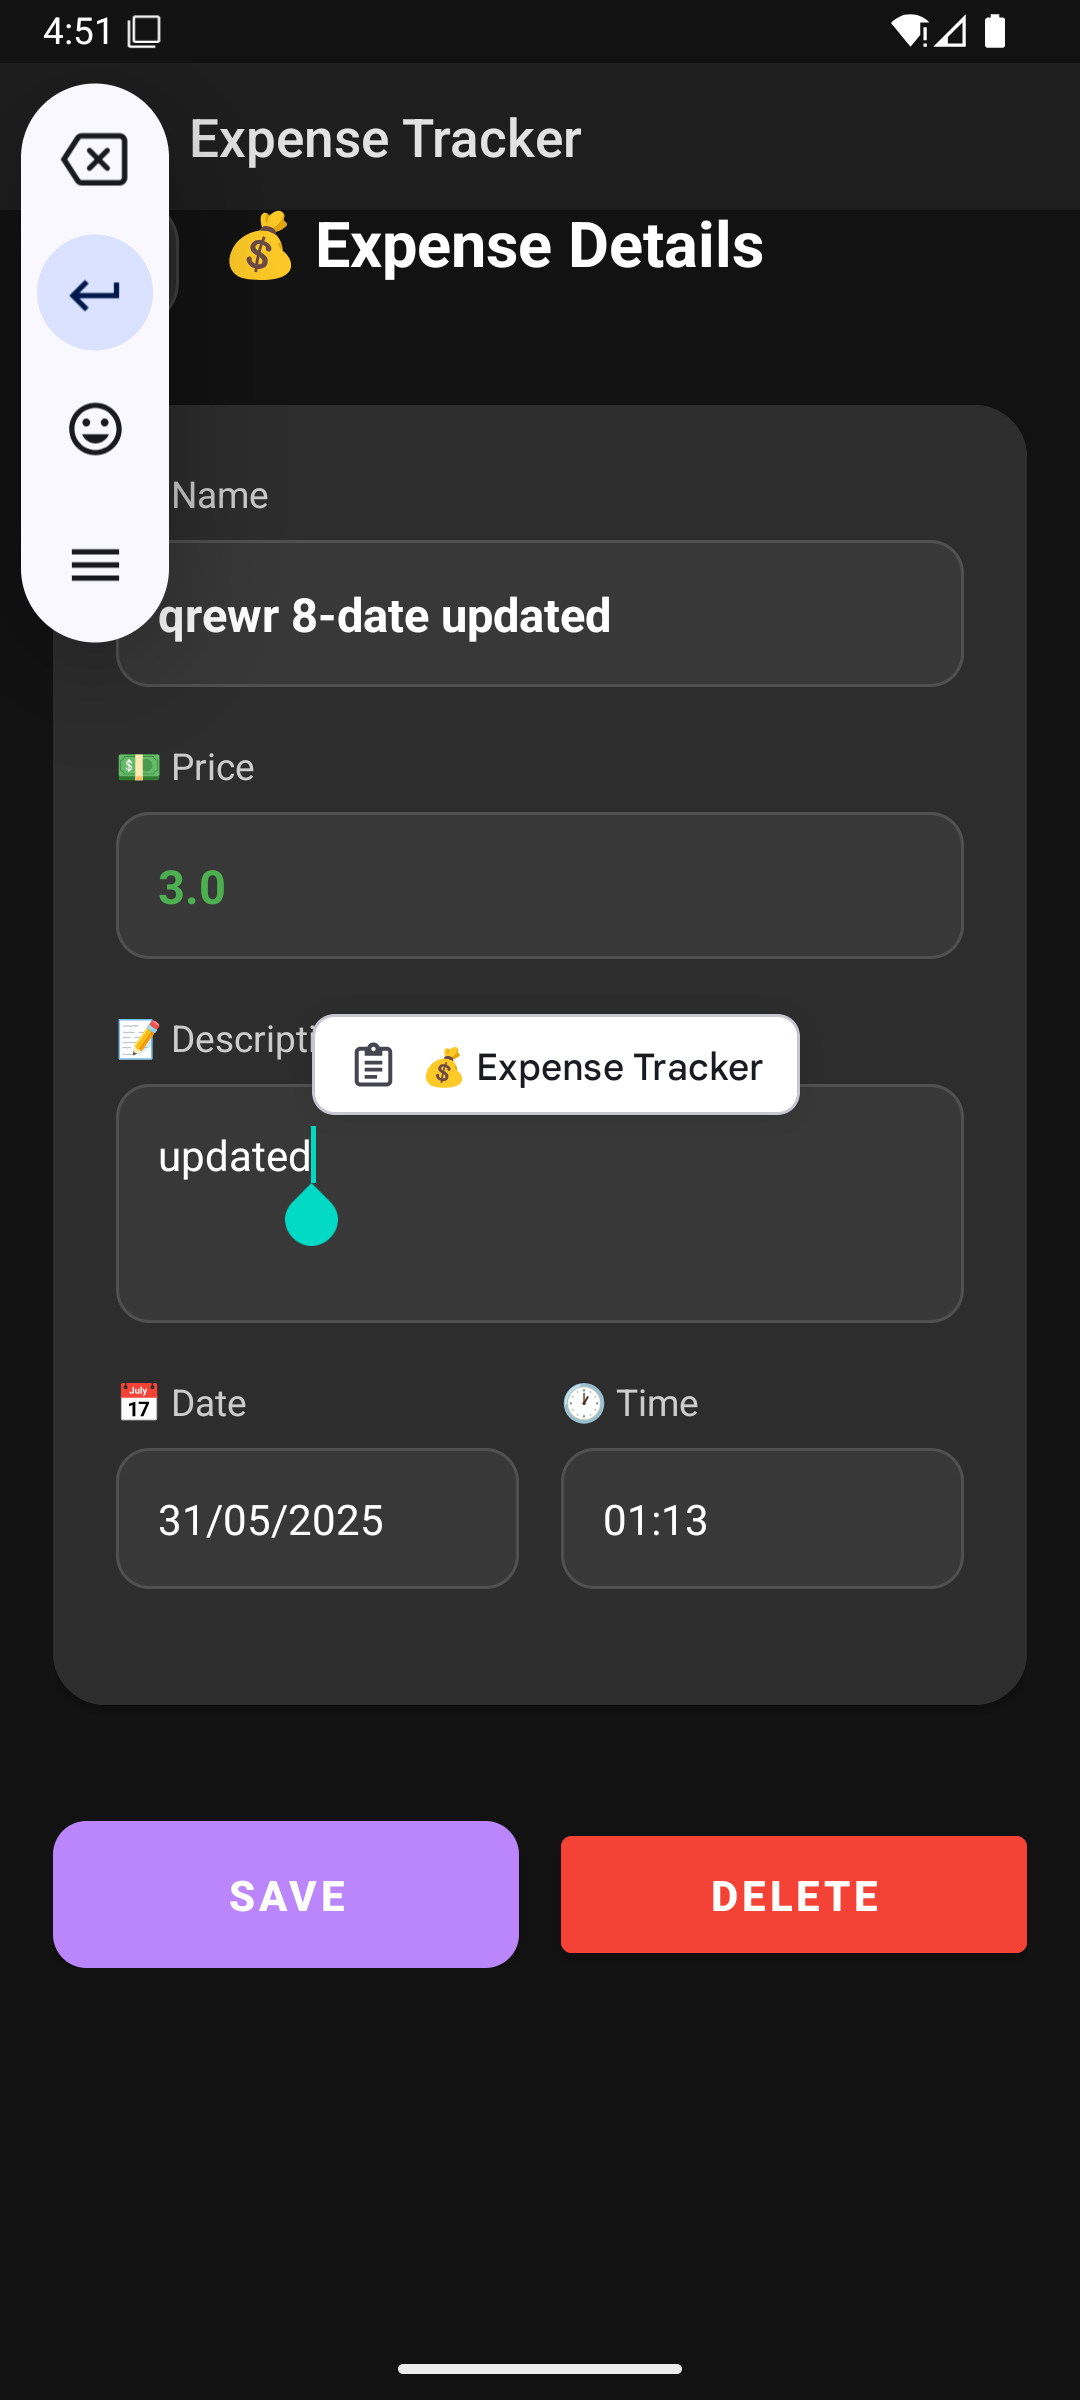 4:51
Expense Tracker
💰 Expense Details
Name
qrewr 8-date updated
💵 Price
3.0
📝 Descripti
💰 Expense Tracker
updated
📅 Date
🕐 Time
31/05/2025
01:13
SAVE
DELETE